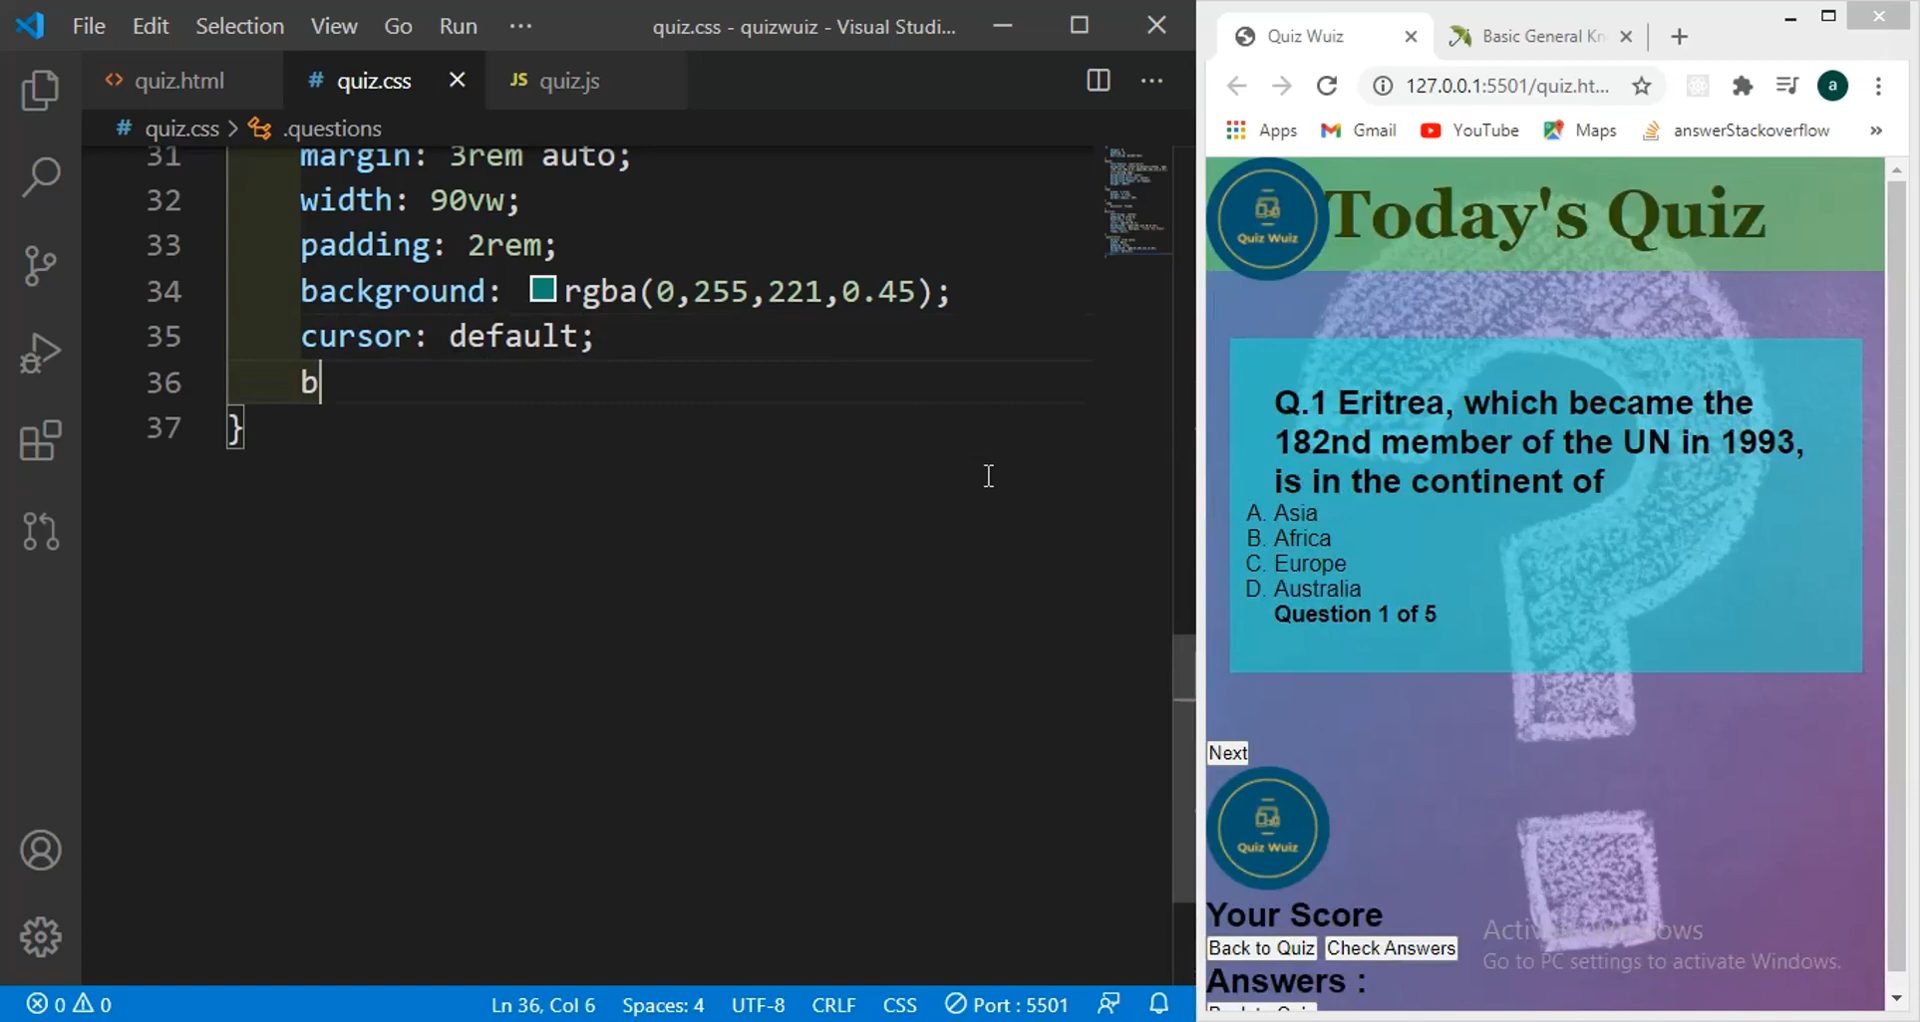 File Edit Selection View Go Run ···
quiz.css - quizwuiz - Visual Studi...
quiz.html
# quiz.css
JS quiz.js
# quiz.css > .questions
31 margin: 3rem auto;
32 width: 90vw;
33 padding: 2rem;
34 background: rgba(0,255,221,0.45);
35 cursor: default;
36 b
37 }
0 0
Ln 36, Col 6 Spaces: 4 UTF-8 CRLF CSS Port : 5501
Quiz Wuiz
Basic General Kn
127.0.0.1:5501/quiz.ht...
a
Apps Gmail YouTube Maps answerStackoverflow »
Quiz Wuiz
Today's Quiz
Q.1 Eritrea, which became the
182nd member of the UN in 1993,
is in the continent of
A. Asia
B. Africa
C. Europe
D. Australia
Question 1 of 5
Next
Quiz Wuiz
Your Score
Back to Quiz Check Answers
Answers :
Go to PC settings to activate Windows.